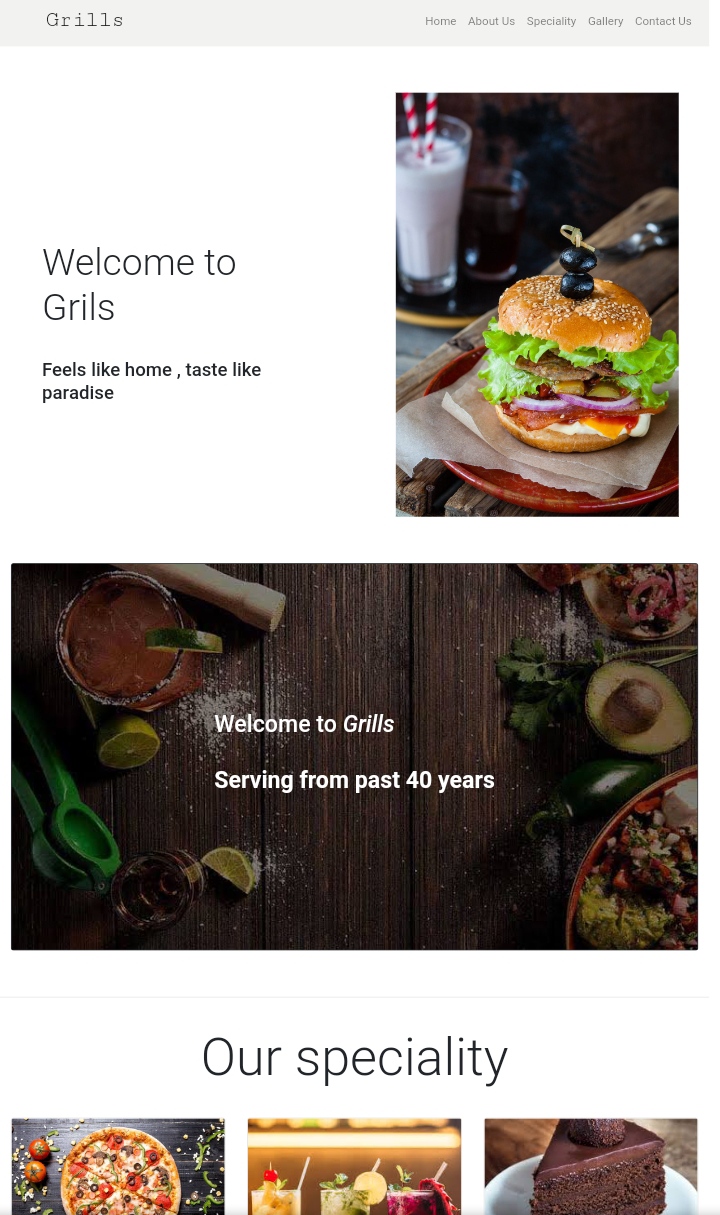 Grills
Home About Us Speciality Gallery Contact Us
Welcome to
Grils
Feels like home , taste like
paradise
Welcome to Grills
Serving from past 40 years
Our speciality